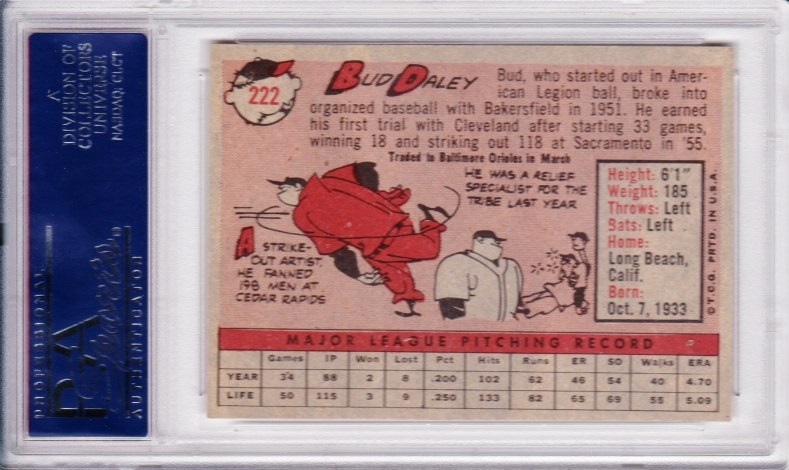 A
DIVISION OF
COLLECTORS
UNIVERSE
NASDAQ: CLCT
PROFESSIONAL
PSA
AUTHENTICATOR
222
BUD DALEY
Bud, who started out in Amer-
ican Legion ball, broke into
organized baseball with Bakersfield in 1951. He earned
his first trial with Cleveland after starting 33 games,
winning 18 and striking out 118 at Sacramento in '55.
Traded to Baltimore Orioles in March
HE WAS A RELIEF
SPECIALIST FOR THE
TRIBE LAST YEAR
A
STRIKE-
OUT ARTIST,
HE FANNED
198 MEN AT
CEDAR RAPIDS
Height: 6'1"
Weight: 185
Throws: Left
Bats: Left
Home:
Long Beach,
Calif.
Born:
Oct. 7, 1933
© T.C.G. PRTD. IN U.S.A.
MAJOR LEAGUE PITCHING RECORD
Games IP Won Lost Pct Hits Runs ER SO Walks ERA
YEAR 34 88 2 8 .200 102 62 46 54 40 4.70
LIFE 50 115 3 9 .250 133 82 65 69 55 5.09